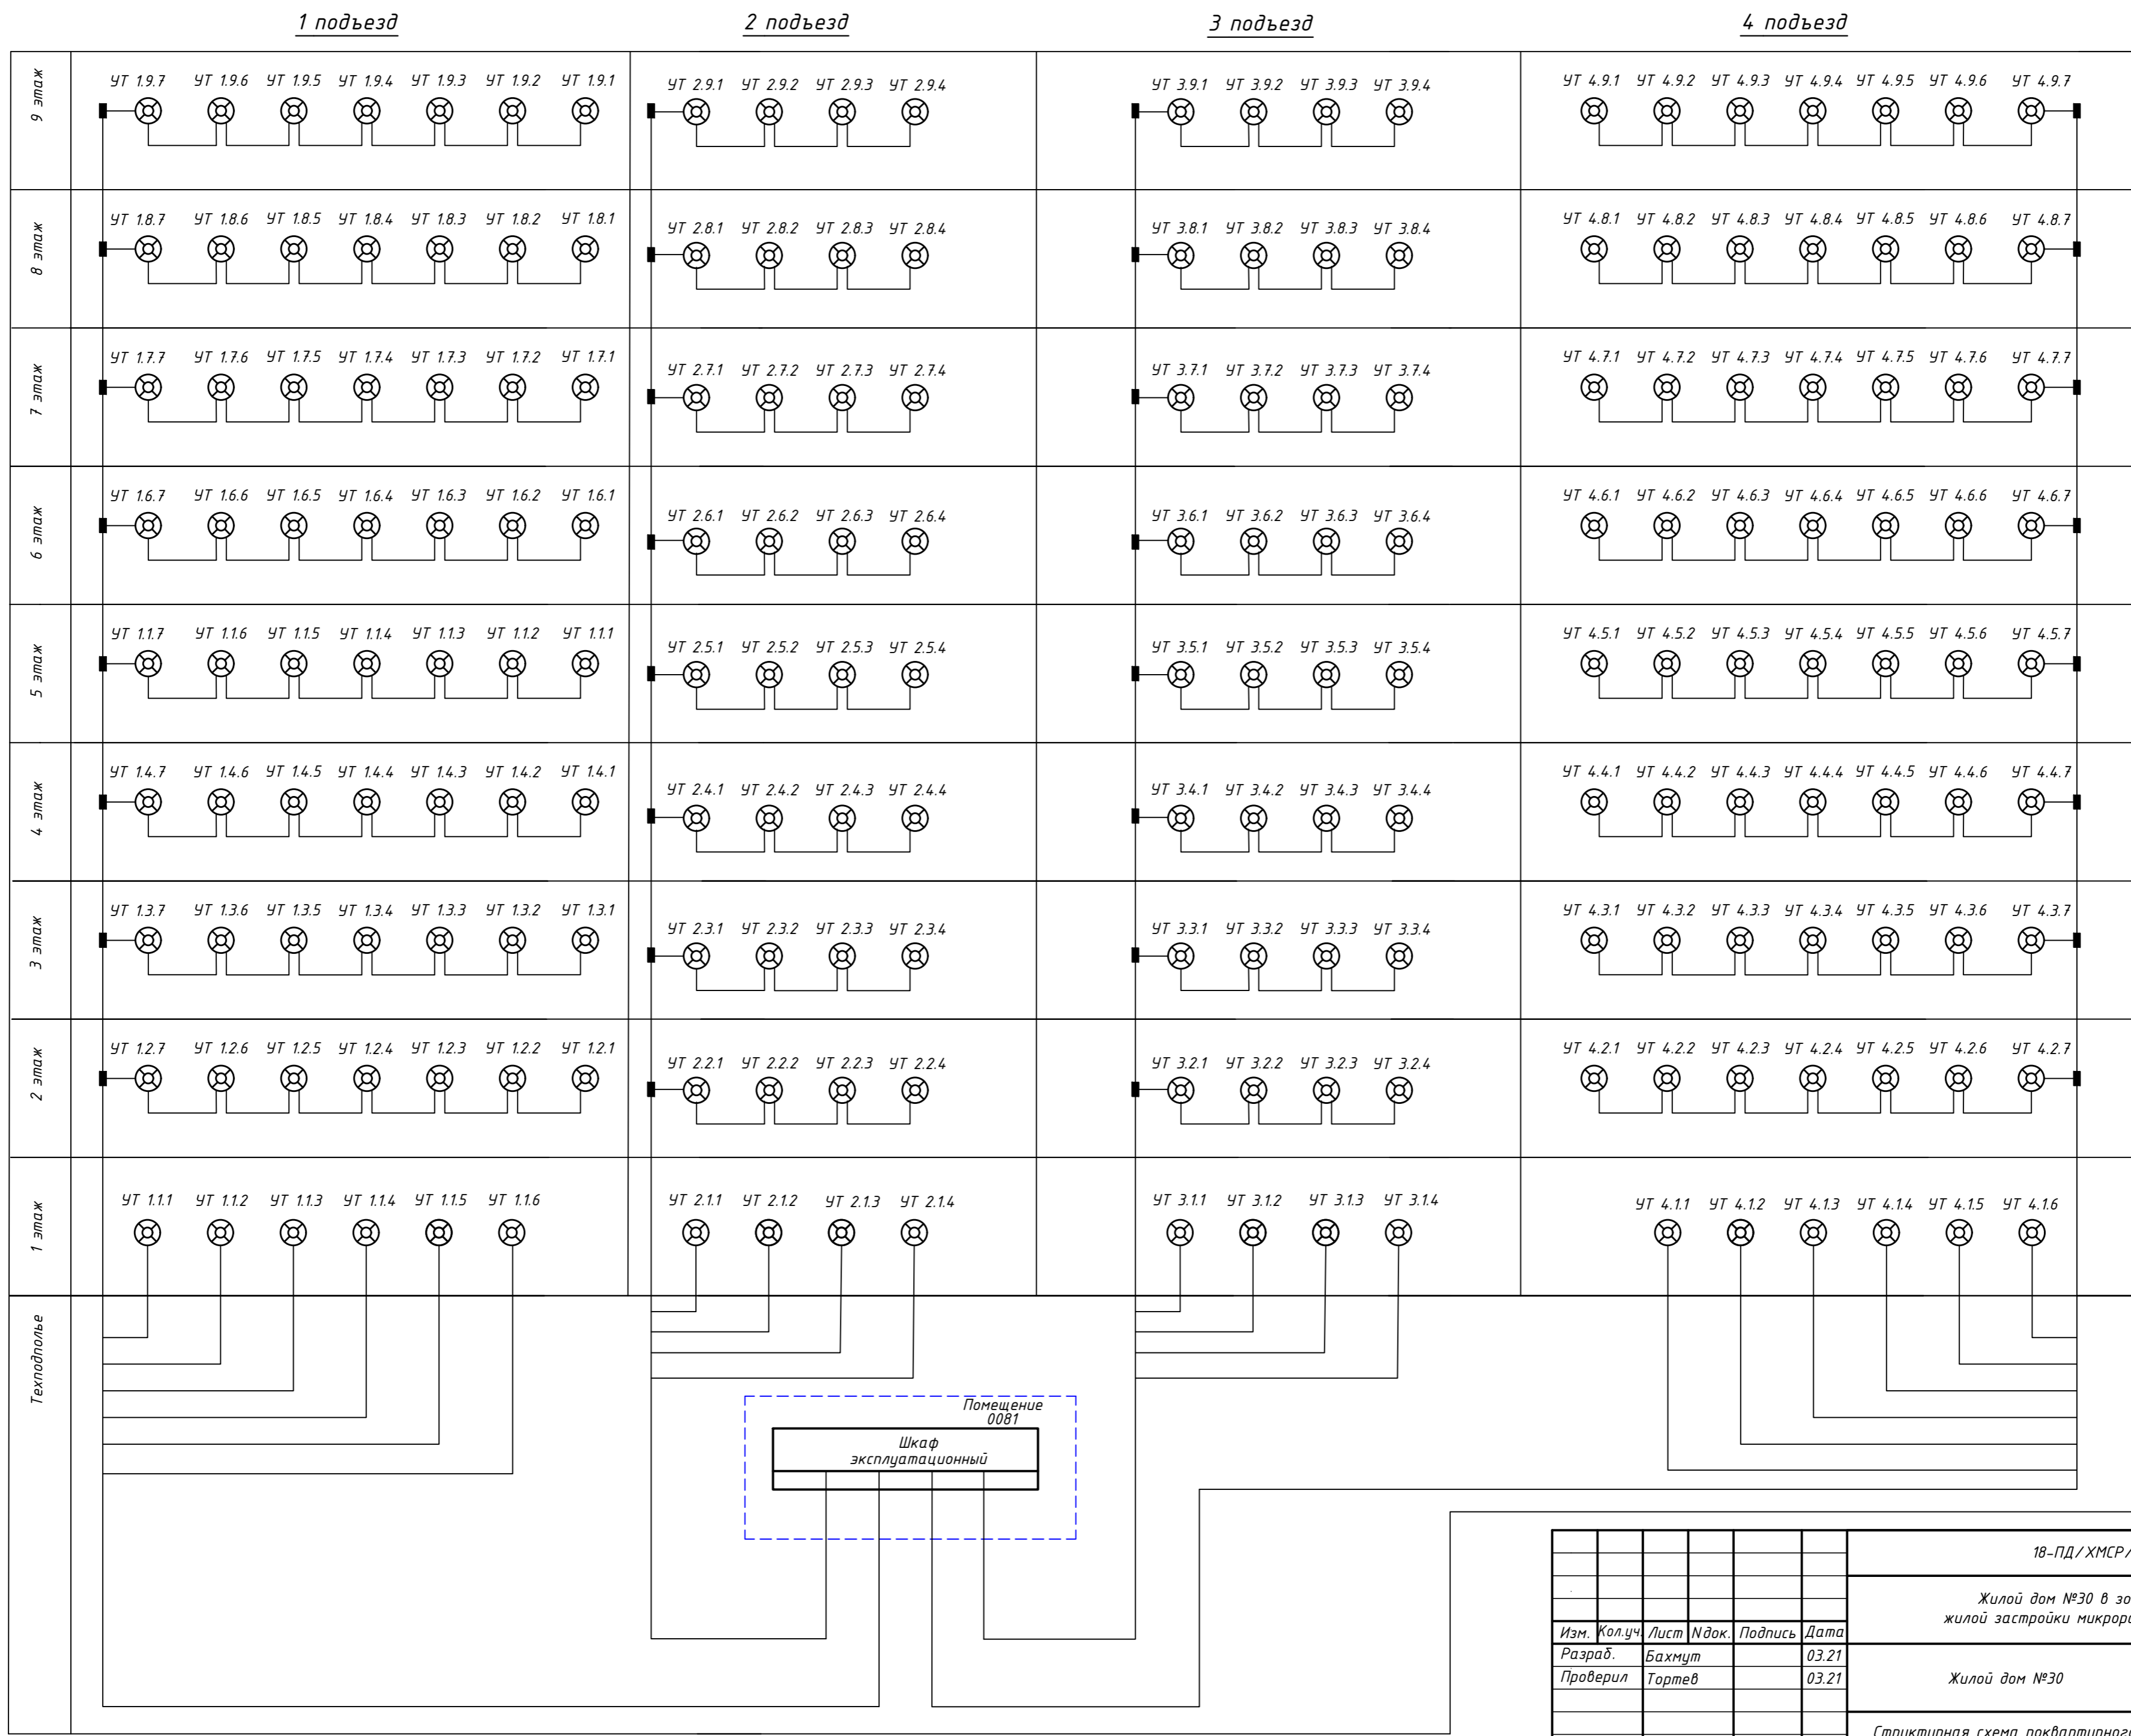 1 подъезд 2 подъезд 3 подъезд 4 подъезд
9 этаж
УТ 1.9.7 УТ 1.9.6 УТ 1.9.5 УТ 1.9.4 УТ 1.9.3 УТ 1.9.2 УТ 1.9.1 УТ 2.9.1 УТ 2.9.2 УТ 2.9.3 УТ 2.9.4 УТ 3.9.1 УТ 3.9.2 УТ 3.9.3 УТ 3.9.4 УТ 4.9.1 УТ 4.9.2 УТ 4.9.3 УТ 4.9.4 УТ 4.9.5 УТ 4.9.6 УТ 4.9.7
8 этаж
УТ 1.8.7 УТ 1.8.6 УТ 1.8.5 УТ 1.8.4 УТ 1.8.3 УТ 1.8.2 УТ 1.8.1 УТ 2.8.1 УТ 2.8.2 УТ 2.8.3 УТ 2.8.4 УТ 3.8.1 УТ 3.8.2 УТ 3.8.3 УТ 3.8.4 УТ 4.8.1 УТ 4.8.2 УТ 4.8.3 УТ 4.8.4 УТ 4.8.5 УТ 4.8.6 УТ 4.8.7
7 этаж
УТ 1.7.7 УТ 1.7.6 УТ 1.7.5 УТ 1.7.4 УТ 1.7.3 УТ 1.7.2 УТ 1.7.1 УТ 2.7.1 УТ 2.7.2 УТ 2.7.3 УТ 2.7.4 УТ 3.7.1 УТ 3.7.2 УТ 3.7.3 УТ 3.7.4 УТ 4.7.1 УТ 4.7.2 УТ 4.7.3 УТ 4.7.4 УТ 4.7.5 УТ 4.7.6 УТ 4.7.7
6 этаж
УТ 1.6.7 УТ 1.6.6 УТ 1.6.5 УТ 1.6.4 УТ 1.6.3 УТ 1.6.2 УТ 1.6.1 УТ 2.6.1 УТ 2.6.2 УТ 2.6.3 УТ 2.6.4 УТ 3.6.1 УТ 3.6.2 УТ 3.6.3 УТ 3.6.4 УТ 4.6.1 УТ 4.6.2 УТ 4.6.3 УТ 4.6.4 УТ 4.6.5 УТ 4.6.6 УТ 4.6.7
5 этаж
УТ 1.1.7 УТ 1.1.6 УТ 1.1.5 УТ 1.1.4 УТ 1.1.3 УТ 1.1.2 УТ 1.1.1 УТ 2.5.1 УТ 2.5.2 УТ 2.5.3 УТ 2.5.4 УТ 3.5.1 УТ 3.5.2 УТ 3.5.3 УТ 3.5.4 УТ 4.5.1 УТ 4.5.2 УТ 4.5.3 УТ 4.5.4 УТ 4.5.5 УТ 4.5.6 УТ 4.5.7
4 этаж
УТ 1.4.7 УТ 1.4.6 УТ 1.4.5 УТ 1.4.4 УТ 1.4.3 УТ 1.4.2 УТ 1.4.1 УТ 2.4.1 УТ 2.4.2 УТ 2.4.3 УТ 2.4.4 УТ 3.4.1 УТ 3.4.2 УТ 3.4.3 УТ 3.4.4 УТ 4.4.1 УТ 4.4.2 УТ 4.4.3 УТ 4.4.4 УТ 4.4.5 УТ 4.4.6 УТ 4.4.7
3 этаж
УТ 1.3.7 УТ 1.3.6 УТ 1.3.5 УТ 1.3.4 УТ 1.3.3 УТ 1.3.2 УТ 1.3.1 УТ 2.3.1 УТ 2.3.2 УТ 2.3.3 УТ 2.3.4 УТ 3.3.1 УТ 3.3.2 УТ 3.3.3 УТ 3.3.4 УТ 4.3.1 УТ 4.3.2 УТ 4.3.3 УТ 4.3.4 УТ 4.3.5 УТ 4.3.6 УТ 4.3.7
2 этаж
УТ 1.2.7 УТ 1.2.6 УТ 1.2.5 УТ 1.2.4 УТ 1.2.3 УТ 1.2.2 УТ 1.2.1 УТ 2.2.1 УТ 2.2.2 УТ 2.2.3 УТ 2.2.4 УТ 3.2.1 УТ 3.2.2 УТ 3.2.3 УТ 3.2.4 УТ 4.2.1 УТ 4.2.2 УТ 4.2.3 УТ 4.2.4 УТ 4.2.5 УТ 4.2.6 УТ 4.2.7
1 этаж
УТ 1.1.1 УТ 1.1.2 УТ 1.1.3 УТ 1.1.4 УТ 1.1.5 УТ 1.1.6 УТ 2.1.1 УТ 2.1.2 УТ 2.1.3 УТ 2.1.4 УТ 3.1.1 УТ 3.1.2 УТ 3.1.3 УТ 3.1.4 УТ 4.1.1 УТ 4.1.2 УТ 4.1.3 УТ 4.1.4 УТ 4.1.5 УТ 4.1.6
Техподполье
Помещение
0081
Шкаф
эксплуатационный
18-ПД/ХМСР/
Жилой дом №30 в зо
жилой застройки микрора
Изм. Кол.уч. Лист Nдок. Подпись Дата
Разраб. Бахмут 03.21
Проверил Тортев 03.21
Жилой дом №30
Структурная схема поквартирного